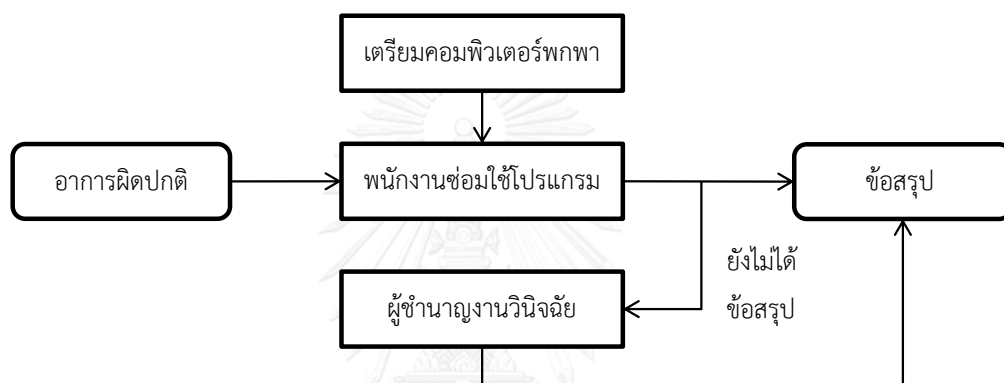 เตรียมคอมพิวเตอร์พกพา
อาการผิดปกติ
พนักงานซ่อมใช้โปรแกรม
ข้อสรุป
ยังไม่ได้
ข้อสรุป
ผู้ชำนาญงานวินิจฉัย